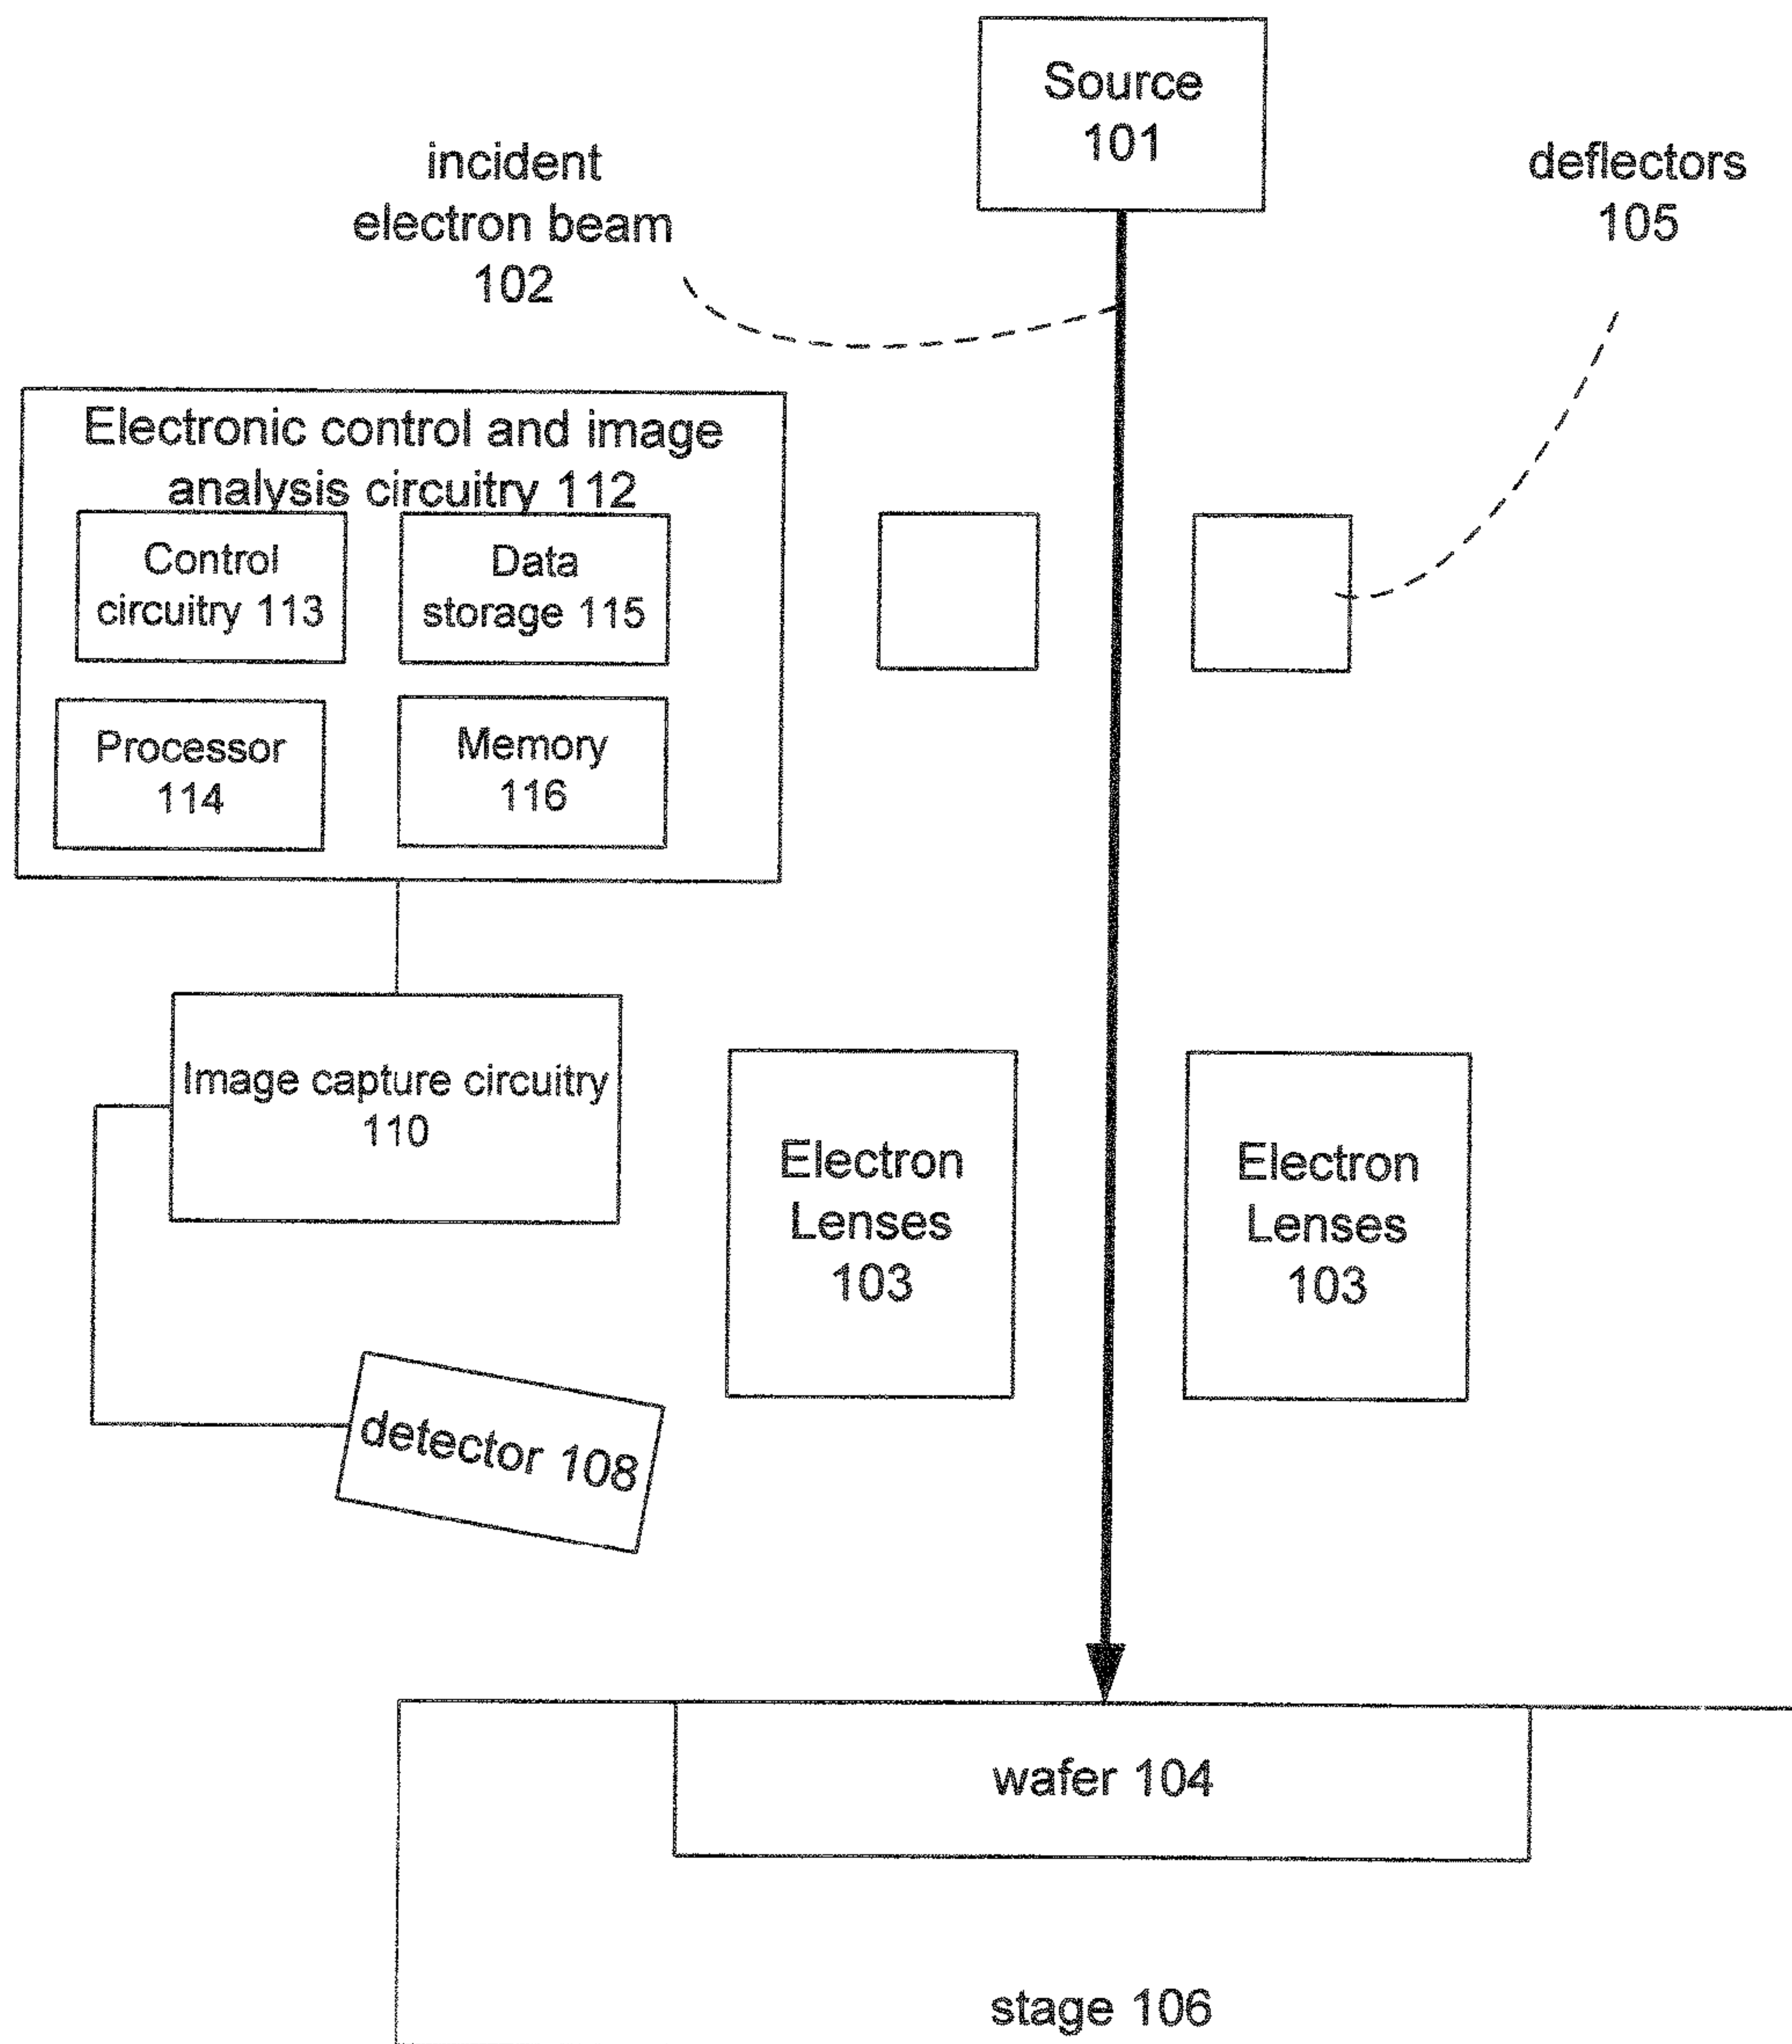 Source
101
incident
electron beam
102
deflectors
105
Electronic control and image
analysis circuitry 112
Control
circuitry 113
Data
storage 115
Processor
114
Memory
116
Image capture circuitry
110
Electron
Lenses
103
Electron
Lenses
103
detector 108
wafer 104
stage 106